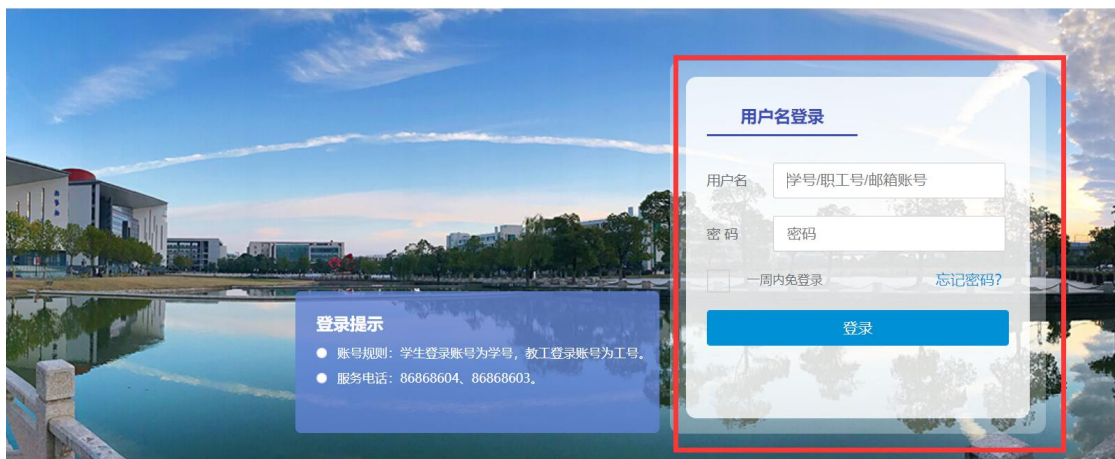 用户名登录
用户名
学号/职工号/邮箱账号
密 码
密码
一周内免登录
忘记密码?
登录
登录提示
账号规则：学生登录账号为学号，教工登录账号为工号。
服务电话：86868604、86868603。